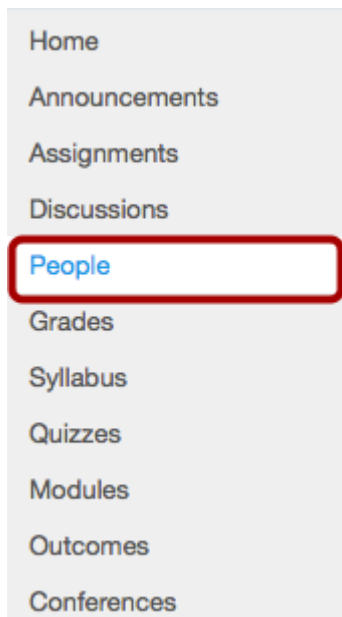 Home
Announcements
Assignments
Discussions
People
Grades
Syllabus
Quizzes
Modules
Outcomes
Conferences